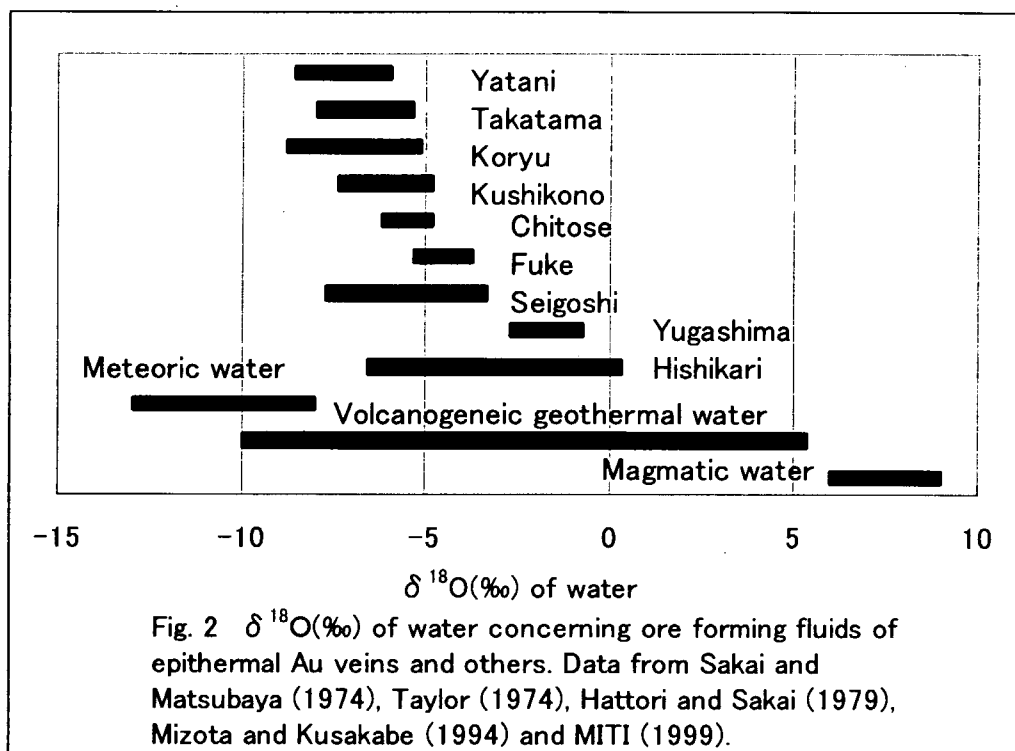 Yatani
Takatama
Koryu
Kushikono
Chitose
Fuke
Seigoshi
Yugashima
Hishikari
Meteoric water
Volcanogeneic geothermal water
Magmatic water
-15 -10 -5 0 5 10
δ ¹⁸O(‰) of water
Fig. 2 δ ¹⁸O(‰) of water concerning ore forming fluids of
epithermal Au veins and others. Data from Sakai and
Matsubaya (1974), Taylor (1974), Hattori and Sakai (1979),
Mizota and Kusakabe (1994) and MITI (1999).